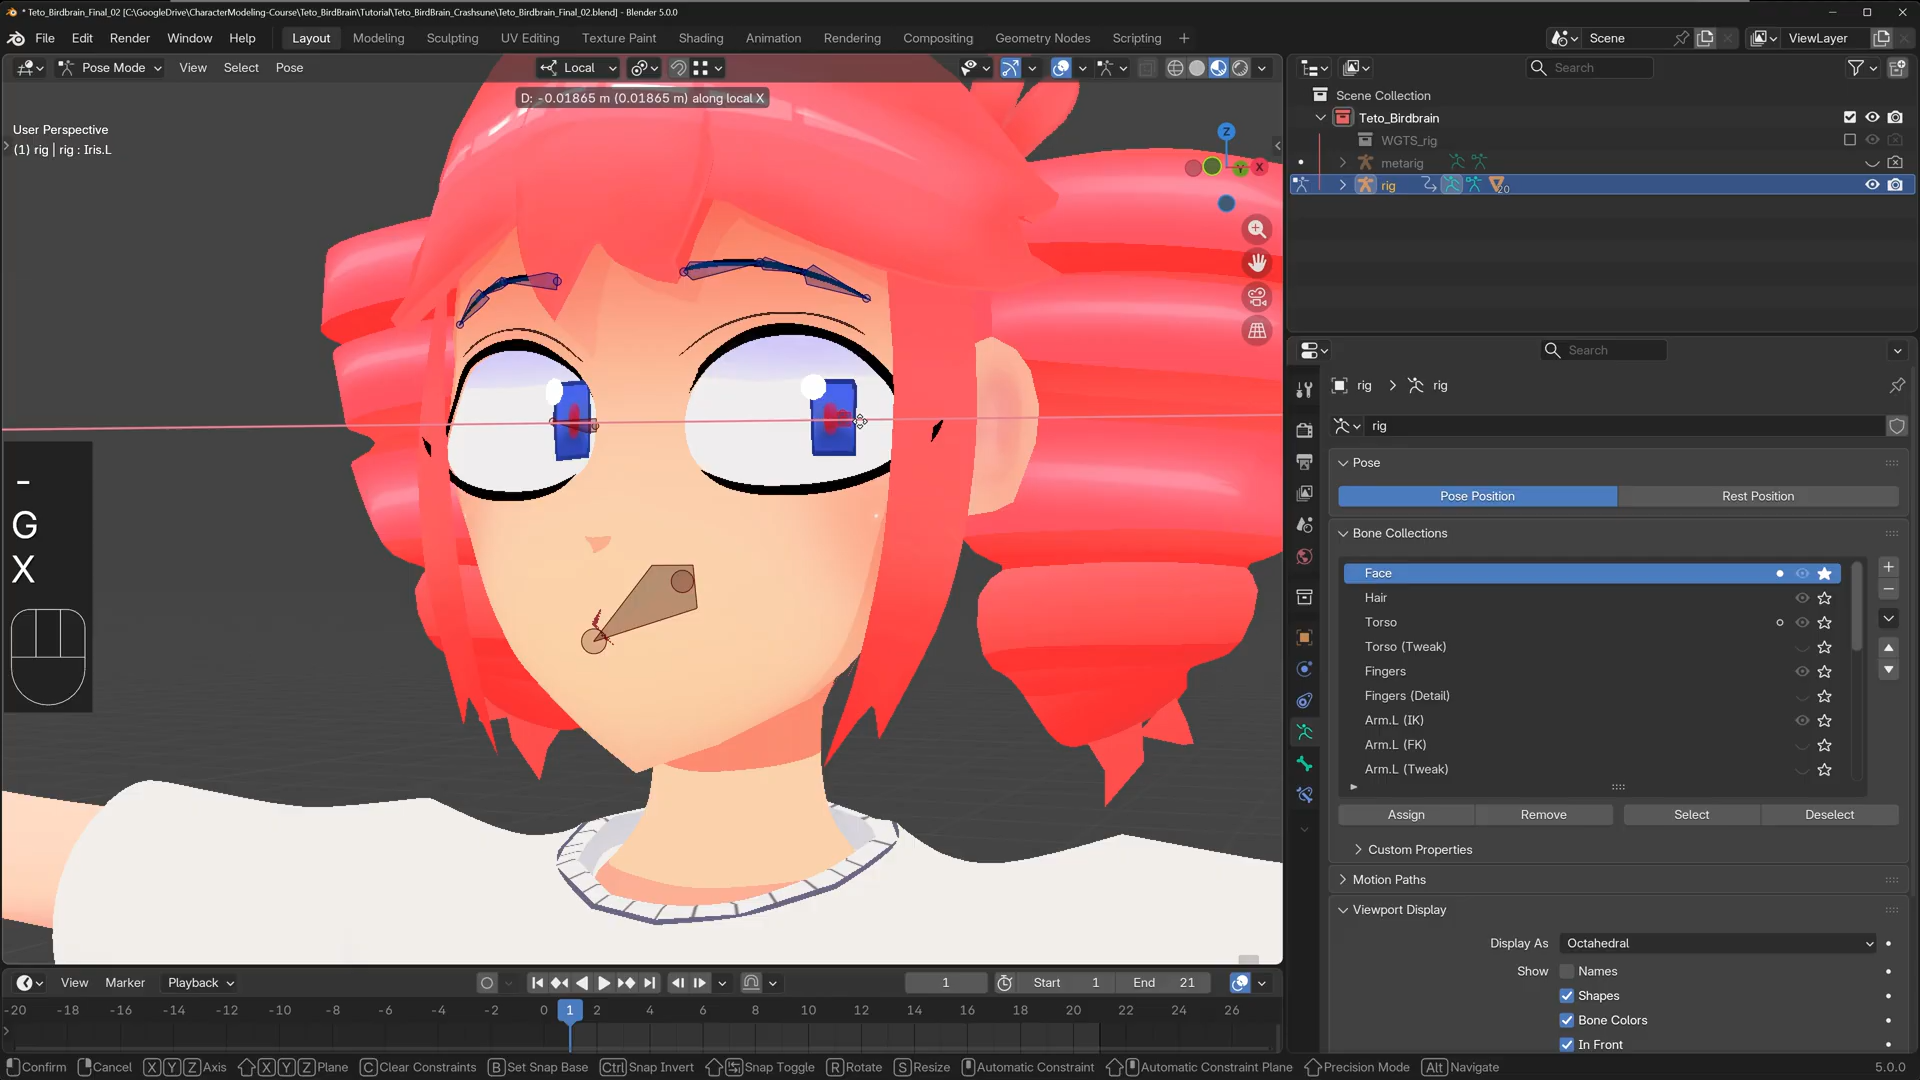 * Teto_Birdbrain_Final_02 [C:\GoogleDrive\CharacterModeling-Course\Teto_BirdBrain\Tutorial\Teto_BirdBrain_Crashsune\Teto_Birdbrain_Final_02.blend] - Blender 5.0.0
File Edit Render Window Help
Layout Modeling Sculpting UV Editing Texture Paint Shading Animation Rendering Compositing Geometry Nodes Scripting
Scene
ViewLayer
Pose Mode View Select Pose
Local
D: -0.01865 m (0.01865 m) along local X
User Perspective
(1) rig | rig : Iris.L
Z
Y
X
-
G
X
Search
Scene Collection
Teto_Birdbrain
WGTS_rig
metarig
rig
20
Search
rig > rig
rig
Pose
Pose Position Rest Position
Bone Collections
Face
Hair
Torso
Torso (Tweak)
Fingers
Fingers (Detail)
Arm.L (IK)
Arm.L (FK)
Arm.L (Tweak)
Assign Remove Select Deselect
Custom Properties
Motion Paths
Viewport Display
Display As Octahedral
Show Names
Shapes
Bone Colors
In Front
View Marker Playback
1 Start 1 End 21
-20 -18 -16 -14 -12 -10 -8 -6 -4 -2 0 1 2 4 6 8 10 12 14 16 18 20 22 24 26
Confirm Cancel X Y Z Axis X Y Z Plane C Clear Constraints B Set Snap Base Ctrl Snap Invert Snap Toggle R Rotate S Resize Automatic Constraint Automatic Constraint Plane Precision Mode Alt Navigate
5.0.0